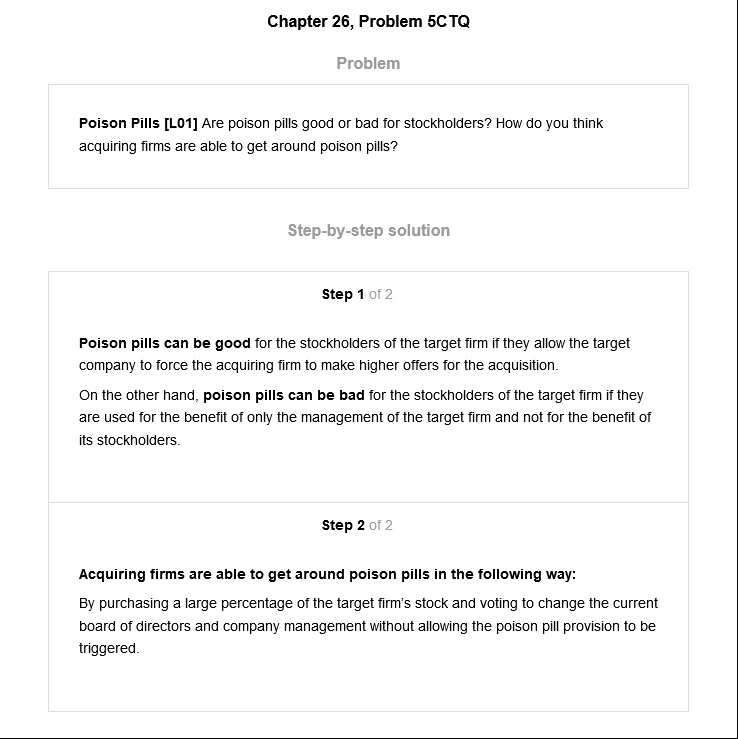 Chapter 26, Problem 5CTQ
Problem
Poison Pills [L01] Are poison pills good or bad for stockholders? How do you think
acquiring firms are able to get around poison pills?
Step-by-step solution
Step 1 of 2
Poison pills can be good for the stockholders of the target firm if they allow the target
company to force the acquiring firm to make higher offers for the acquisition.
On the other hand, poison pills can be bad for the stockholders of the target firm if they
are used for the benefit of only the management of the target firm and not for the benefit of
its stockholders.
Step 2 of 2
Acquiring firms are able to get around poison pills in the following way:
By purchasing a large percentage of the target firm's stock and voting to change the current
board of directors and company management without allowing the poison pill provision to be
triggered.